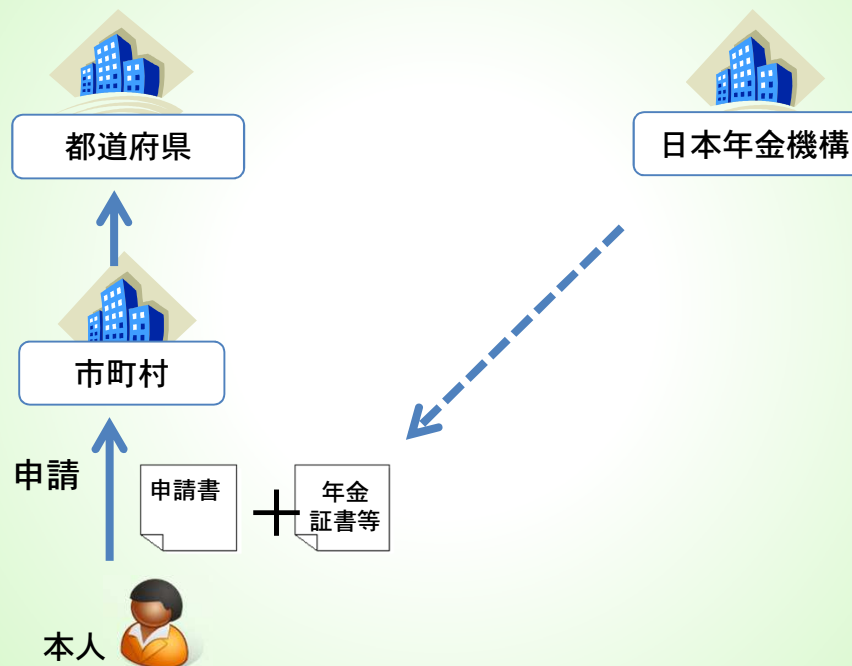 都道府県
日本年金機構
市町村
申請
申請書
年金
証書等
本人